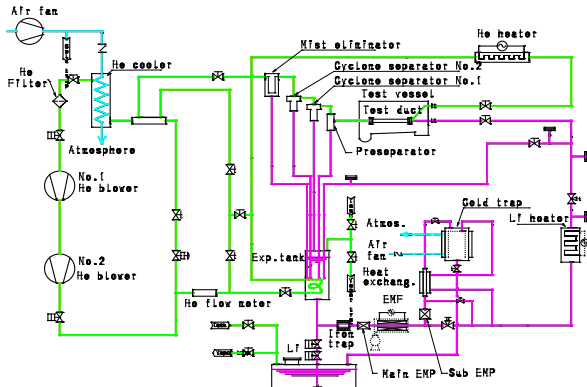 Air fan
He heater
Mist eliminator
Cyclone separator No.2
Cyclone separator No.1
He cooler
He
Filter
Test vessel
Test duct
Preseparator
Atmosphere
No.1
He blower
No.2
He blower
Cold trap
Atmos.
Li heater
Air
fan
Exp.tank
Heat
exchang.
EMF
He flow meter
Iron
trap
Li
Main EMP
Sub EMP